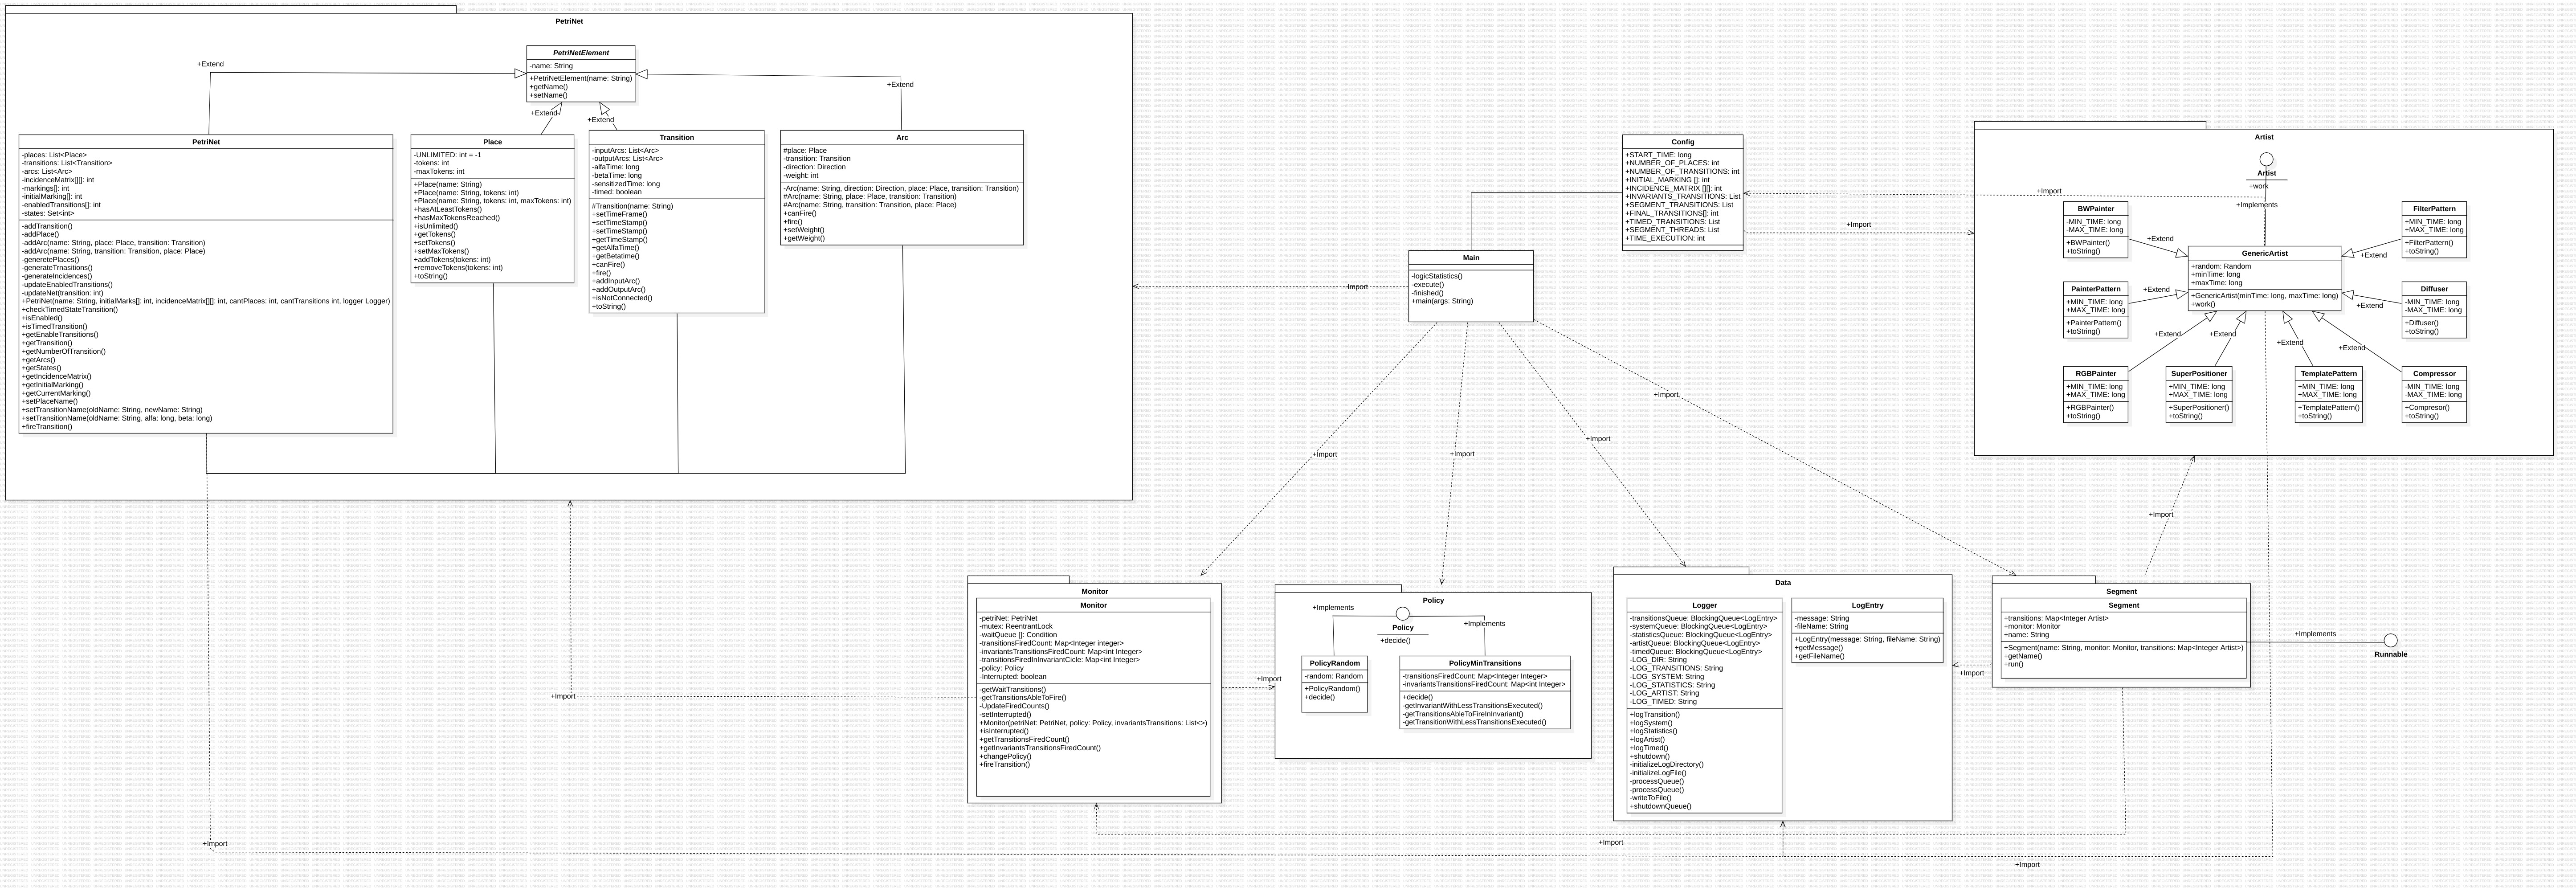 PetriNet
PetriNetElement
-name: String
+PetriNetElement(name: String)
+getName()
+setName()
+Extend
+Extend
+Extend
+Extend
PetriNet
-places: List<Place>
-transitions: List<Transition>
-arcs: List<Arc>
-incidenceMatrix[][]: int
-markings[]: int
-initialMarking[]: int
-enabledTransitions[]: int
-states: Set<int>
-addTransition()
-addPlace()
-addArc(name: String, place: Place, transition: Transition)
-addArc(name: String, transition: Transition, place: Place)
-generetePlaces()
-generateTrnasitions()
-generateIncidences()
-updateEnabledTransitions()
-updateNet(transition: int)
+PetriNet(name: String, initialMarks[]: int, incidenceMatrix[][]: int, cantPlaces: int, cantTransitions int, logger Logger)
+checkTimedStateTransition()
+isEnabled()
+isTimedTransition()
+getEnableTransitions()
+getTransition()
+getNumberOfTransition()
+getArcs()
+getStates()
+getIncidenceMatrix()
+getInitialMarking()
+getCurrentMarking()
+setPlaceName()
+setTransitionName(oldName: String, newName: String)
+setTransitionName(oldName: String, alfa: long, beta: long)
+fireTransition()
Place
-UNLIMITED: int = -1
-tokens: int
-maxTokens: int
+Place(name: String)
+Place(name: String, tokens: int)
+Place(name: String, tokens: int, maxTokens: int)
+hasAtLeastTokens()
+hasMaxTokensReached()
+isUnlimited()
+getTokens()
+setTokens()
+setMaxTokens()
+addTokens(tokens: int)
+removeTokens(tokens: int)
+toString()
Transition
-inputArcs: List<Arc>
-outputArcs: List<Arc>
-alfaTime: long
-betaTime: long
-sensitizedTime: long
-timed: boolean
#Transition(name: String)
+setTimeFrame()
+setTimeStamp()
+setTimeStamp()
+getTimeStamp()
+getAlfaTime()
+getBetatime()
+canFire()
+fire()
+addInputArc()
+addOutputArc()
+isNotConnected()
+toString()
Arc
#place: Place
-transition: Transition
-direction: Direction
-weight: int
-Arc(name: String, direction: Direction, place: Place, transition: Transition)
#Arc(name: String, place: Place, transition: Transition)
#Arc(name: String, transition: Transition, place: Place)
+canFire()
+fire()
+setWeight()
+getWeight()
Config
+START_TIME: long
+NUMBER_OF_PLACES: int
+NUMBER_OF_TRANSITIONS: int
+INITIAL_MARKING []: int
+INCIDENCE_MATRIX [][]: int
+INVARIANTS_TRANSITIONS: List
+SEGMENT_TRANSITIONS: List
+FINAL_TRANSITIONS[]: int
+TIMED_TRANSITIONS: List
+SEGMENT_THREADS: List
+TIME_EXECUTION: int
Main
-logicStatistics()
-execute()
-finished()
+main(args: String)
Import
+Import
+Import
+Import
+Import
+Import
+Import
Artist
Artist
+work
+Implements
BWPainter
-MIN_TIME: long
-MAX_TIME: long
+BWPainter()
+toString()
+Extend
FilterPattern
+MIN_TIME: long
+MAX_TIME: long
+FilterPattern()
+toString()
+Extend
GenericArtist
+random: Random
+minTime: long
+maxTime: long
+GenericArtist(minTime: long, maxTime: long)
+work()
PainterPattern
+MIN_TIME: long
+MAX_TIME: long
+PainterPattern()
+toString()
+Extend
Diffuser
-MIN_TIME: long
-MAX_TIME: long
+Diffuser()
+toString()
+Extend
+Extend
+Extend
+Extend
+Extend
RGBPainter
+MIN_TIME: long
+MAX_TIME: long
+RGBPainter()
+toString()
SuperPositioner
+MIN_TIME: long
+MAX_TIME: long
+SuperPositioner()
+toString()
TemplatePattern
+MIN_TIME: long
+MAX_TIME: long
+TemplatePattern()
+toString()
Compressor
-MIN_TIME: long
-MAX_TIME: long
+Compresor()
+toString()
+Import
Monitor
Monitor
-petriNet: PetriNet
-mutex: ReentrantLock
-waitQueue []: Condition
-transitionsFiredCount: Map<Integer integer>
-invariantsTransitionsFiredCount: Map<int Integer>
-transitionsFiredInInvariantCicle: Map<int Integer>
-policy: Policy
-Interrupted: boolean
-getWaitTransitions()
-getTransitionsAbleToFire()
-UpdateFiredCounts()
-setInterrupted()
+Monitor(petriNet: PetriNet, policy: Policy, invariantsTransitions: List<>)
+isInterrupted()
+getTransitionsFiredCount()
+getInvariantsTransitionsFiredCount()
+changePolicy()
+fireTransition()
+Import
+Import
Policy
+Implements
+Implements
Policy
+decide()
PolicyRandom
-random: Random
+PolicyRandom()
+decide()
PolicyMinTransitions
-transitionsFiredCount: Map<Integer Integer>
-invariantsTransitionsFiredCount: Map<int Integer>
+decide()
-getInvariantWithLessTransitionsExecuted()
-getTransitionsAbleToFireInInvariant()
-getTransitionWithLessTransitionsExecuted()
Data
Logger
-transitionsQueue: BlockingQueue<LogEntry>
-systemQueue: BlockingQueue<LogEntry>
-statisticsQueue: BlockingQueue<LogEntry>
-artistQueue: BlockingQueue<LogEntry>
-timedQueue: BlockingQueue<LogEntry>
-LOG_DIR: String
-LOG_TRANSITIONS: String
-LOG_SYSTEM: String
-LOG_STATISTICS: String
-LOG_ARTIST: String
-LOG_TIMED: String
+logTransition()
+logSystem()
+logStatistics()
+logArtist()
+logTimed()
+shutdown()
-initializeLogDirectory()
-initializeLogFile()
-processQueue()
-processQueue()
-writeToFile()
+shutdownQueue()
LogEntry
-message: String
-fileName: String
+LogEntry(message: String, fileName: String)
+getMessage()
+getFileName()
+Import
Segment
Segment
+transitions: Map<Integer Artist>
+monitor: Monitor
+name: String
+Segment(name: String, monitor: Monitor, transitions: Map<Integer Artist>)
+getName()
+run()
+Implements
Runnable
+Import
+Import
+Import